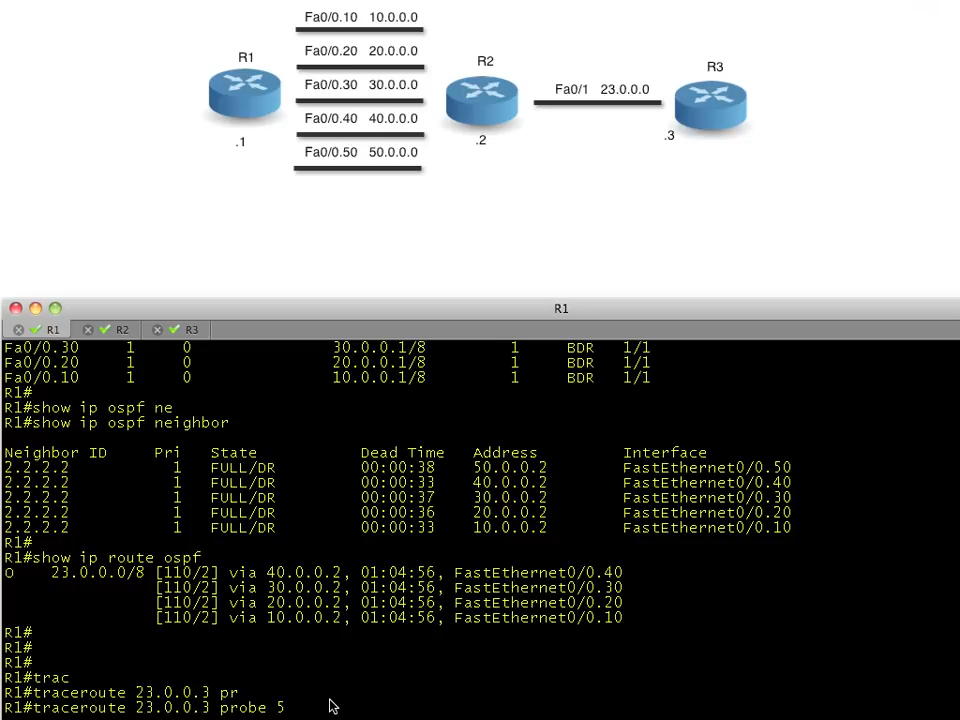 Fa0/0.10 10.0.0.0
Fa0/0.20 20.0.0.0
R1
R2
R3
Fa0/0.30 30.0.0.0
Fa0/1 23.0.0.0
Fa0/0.40 40.0.0.0
.1
.2
.3
Fa0/0.50 50.0.0.0
R1
R1 R2 R3
Fa0/0.30 1 0 30.0.0.1/8 1 BDR 1/1
Fa0/0.20 1 0 20.0.0.1/8 1 BDR 1/1
Fa0/0.10 1 0 10.0.0.1/8 1 BDR 1/1
R1#
R1#show ip ospf ne
R1#show ip ospf neighbor
Neighbor ID Pri State Dead Time Address Interface
2.2.2.2 1 FULL/DR 00:00:38 50.0.0.2 FastEthernet0/0.50
2.2.2.2 1 FULL/DR 00:00:33 40.0.0.2 FastEthernet0/0.40
2.2.2.2 1 FULL/DR 00:00:37 30.0.0.2 FastEthernet0/0.30
2.2.2.2 1 FULL/DR 00:00:36 20.0.0.2 FastEthernet0/0.20
2.2.2.2 1 FULL/DR 00:00:33 10.0.0.2 FastEthernet0/0.10
R1#
R1#show ip route ospf
O 23.0.0.0/8 [110/2] via 40.0.0.2, 01:04:56, FastEthernet0/0.40
[110/2] via 30.0.0.2, 01:04:56, FastEthernet0/0.30
[110/2] via 20.0.0.2, 01:04:56, FastEthernet0/0.20
[110/2] via 10.0.0.2, 01:04:56, FastEthernet0/0.10
R1#
R1#
R1#
R1#trac
R1#traceroute 23.0.0.3 pr
R1#traceroute 23.0.0.3 probe 5